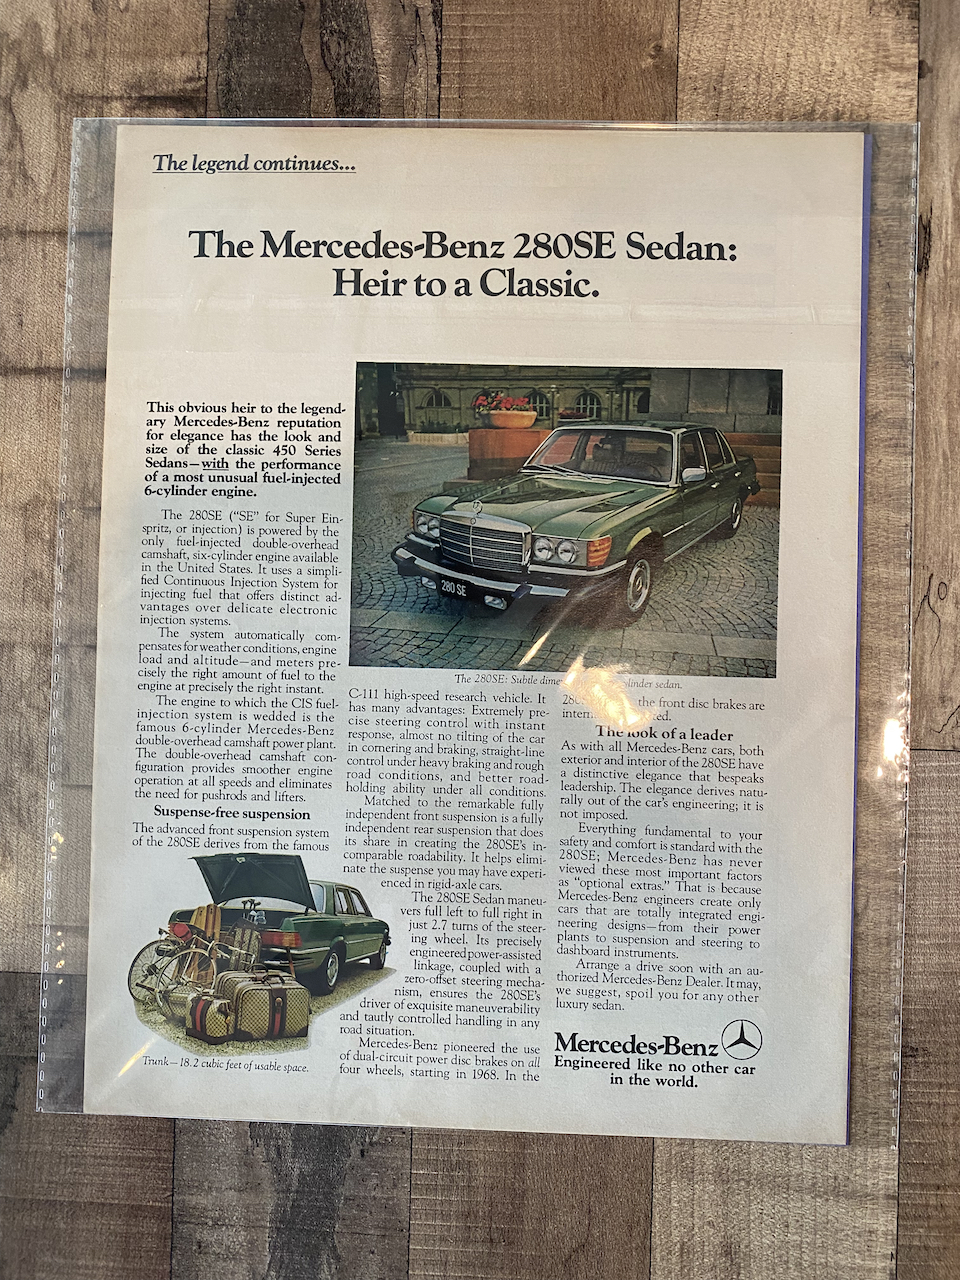 The legend continues...
The Mercedes-Benz 280SE Sedan:
Heir to a Classic.
This obvious heir to the legend-
ary Mercedes-Benz reputation
for elegance has the look and
size of the classic 450 Series
Sedans—with the performance
of a most unusual fuel-injected
6-cylinder engine.
The 280SE ("SE" for Super Ein-
spritz, or injection) is powered by the
only fuel-injected double-overhead
camshaft, six-cylinder engine available
in the United States. It uses a simpli-
fied Continuous Injection System for
injecting fuel that offers distinct ad-
vantages over delicate electronic
injection systems.
The system automatically com-
pensates for weather conditions, engine
load and altitude—and meters pre-
cisely the right amount of fuel to the
engine at precisely the right instant.
The engine to which the CIS fuel-
injection system is wedded is the
famous 6-cylinder Mercedes-Benz
double-overhead camshaft power plant.
The double-overhead camshaft con-
figuration provides smoother engine
operation at all speeds and eliminates
the need for pushrods and lifters.
Suspense-free suspension
The advanced front suspension system
of the 280SE derives from the famous
Trunk—18.2 cubic feet of usable space.
280 SE
The 280SE: Subtle sedan.
C-111 high-speed research vehicle. It
has many advantages: Extremely pre-
cise steering control with instant
response, almost no tilting of the car
in cornering and braking, straight-line
control under heavy braking and rough
road conditions, and better road-
holding ability under all conditions.
Matched to the remarkable fully
independent front suspension is a fully
independent rear suspension that does
its share in creating the 280SE's in-
comparable roadability. It helps elimi-
nate the suspense you may have experi-
enced in rigid-axle cars.
The 280SE Sedan maneu-
vers full left to full right in
just 2.7 turns of the steer-
ing wheel. Its precisely
engineered power-assisted
linkage, coupled with a
zero-offset steering mecha-
nism, ensures the 280SE's
driver of exquisite maneuverability
and tautly controlled handling in any
road situation.
Mercedes-Benz pioneered the use
of dual-circuit power disc brakes on all
four wheels, starting in 1968. In the
the front disc brakes are
The look of a leader
As with all Mercedes-Benz cars, both
exterior and interior of the 280SE have
a distinctive elegance that bespeaks
leadership. The elegance derives natu-
rally out of the car's engineering; it is
not imposed.
Everything fundamental to your
safety and comfort is standard with the
280SE; Mercedes-Benz has never
viewed these most important factors
as "optional extras." That is because
Mercedes-Benz engineers create only
cars that are totally integrated engi-
neering designs—from their power
plants to suspension and steering to
dashboard instruments.
Arrange a drive soon with an au-
thorized Mercedes-Benz Dealer. It may,
we suggest, spoil you for any other
luxury sedan.
Mercedes-Benz
Engineered like no other car
in the world.